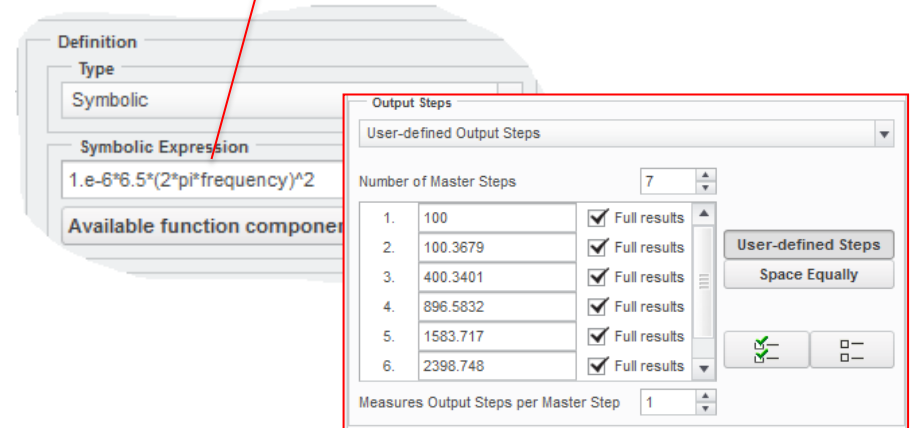 Definition
Type
Symbolic
Symbolic Expression
1.e-6*6.5*(2*pi*frequency)^2
Available function componen
Output Steps
User-defined Output Steps
Number of Master Steps 7
1. 100 Full results
2. 100.3679 Full results
3. 400.3401 Full results
4. 896.5832 Full results
5. 1583.717 Full results
6. 2398.748 Full results
User-defined Steps
Space Equally
Measures Output Steps per Master Step 1